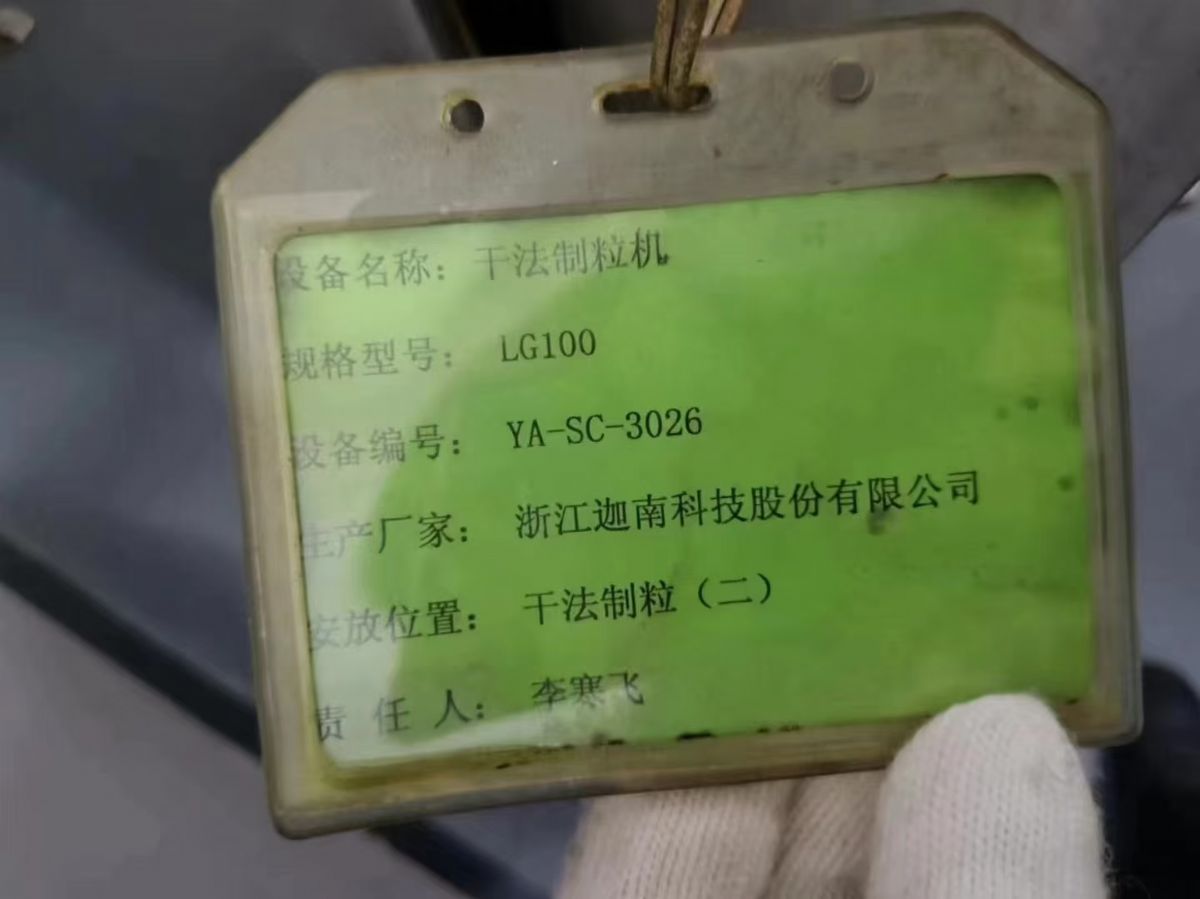 设备名称：干法制粒机
规格型号：LG100
设备编号：YA-SC-3026
生产厂家：浙江迦南科技股份有限公司
安放位置：干法制粒（二）
责 任 人：李寒飞